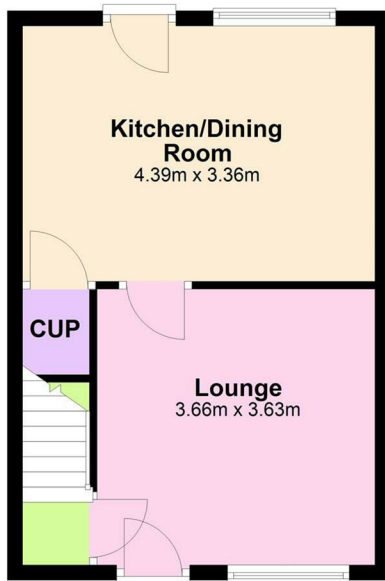 Kitchen/Dining
Room
4.39m x 3.36m
CUP
Lounge
3.66m x 3.63m